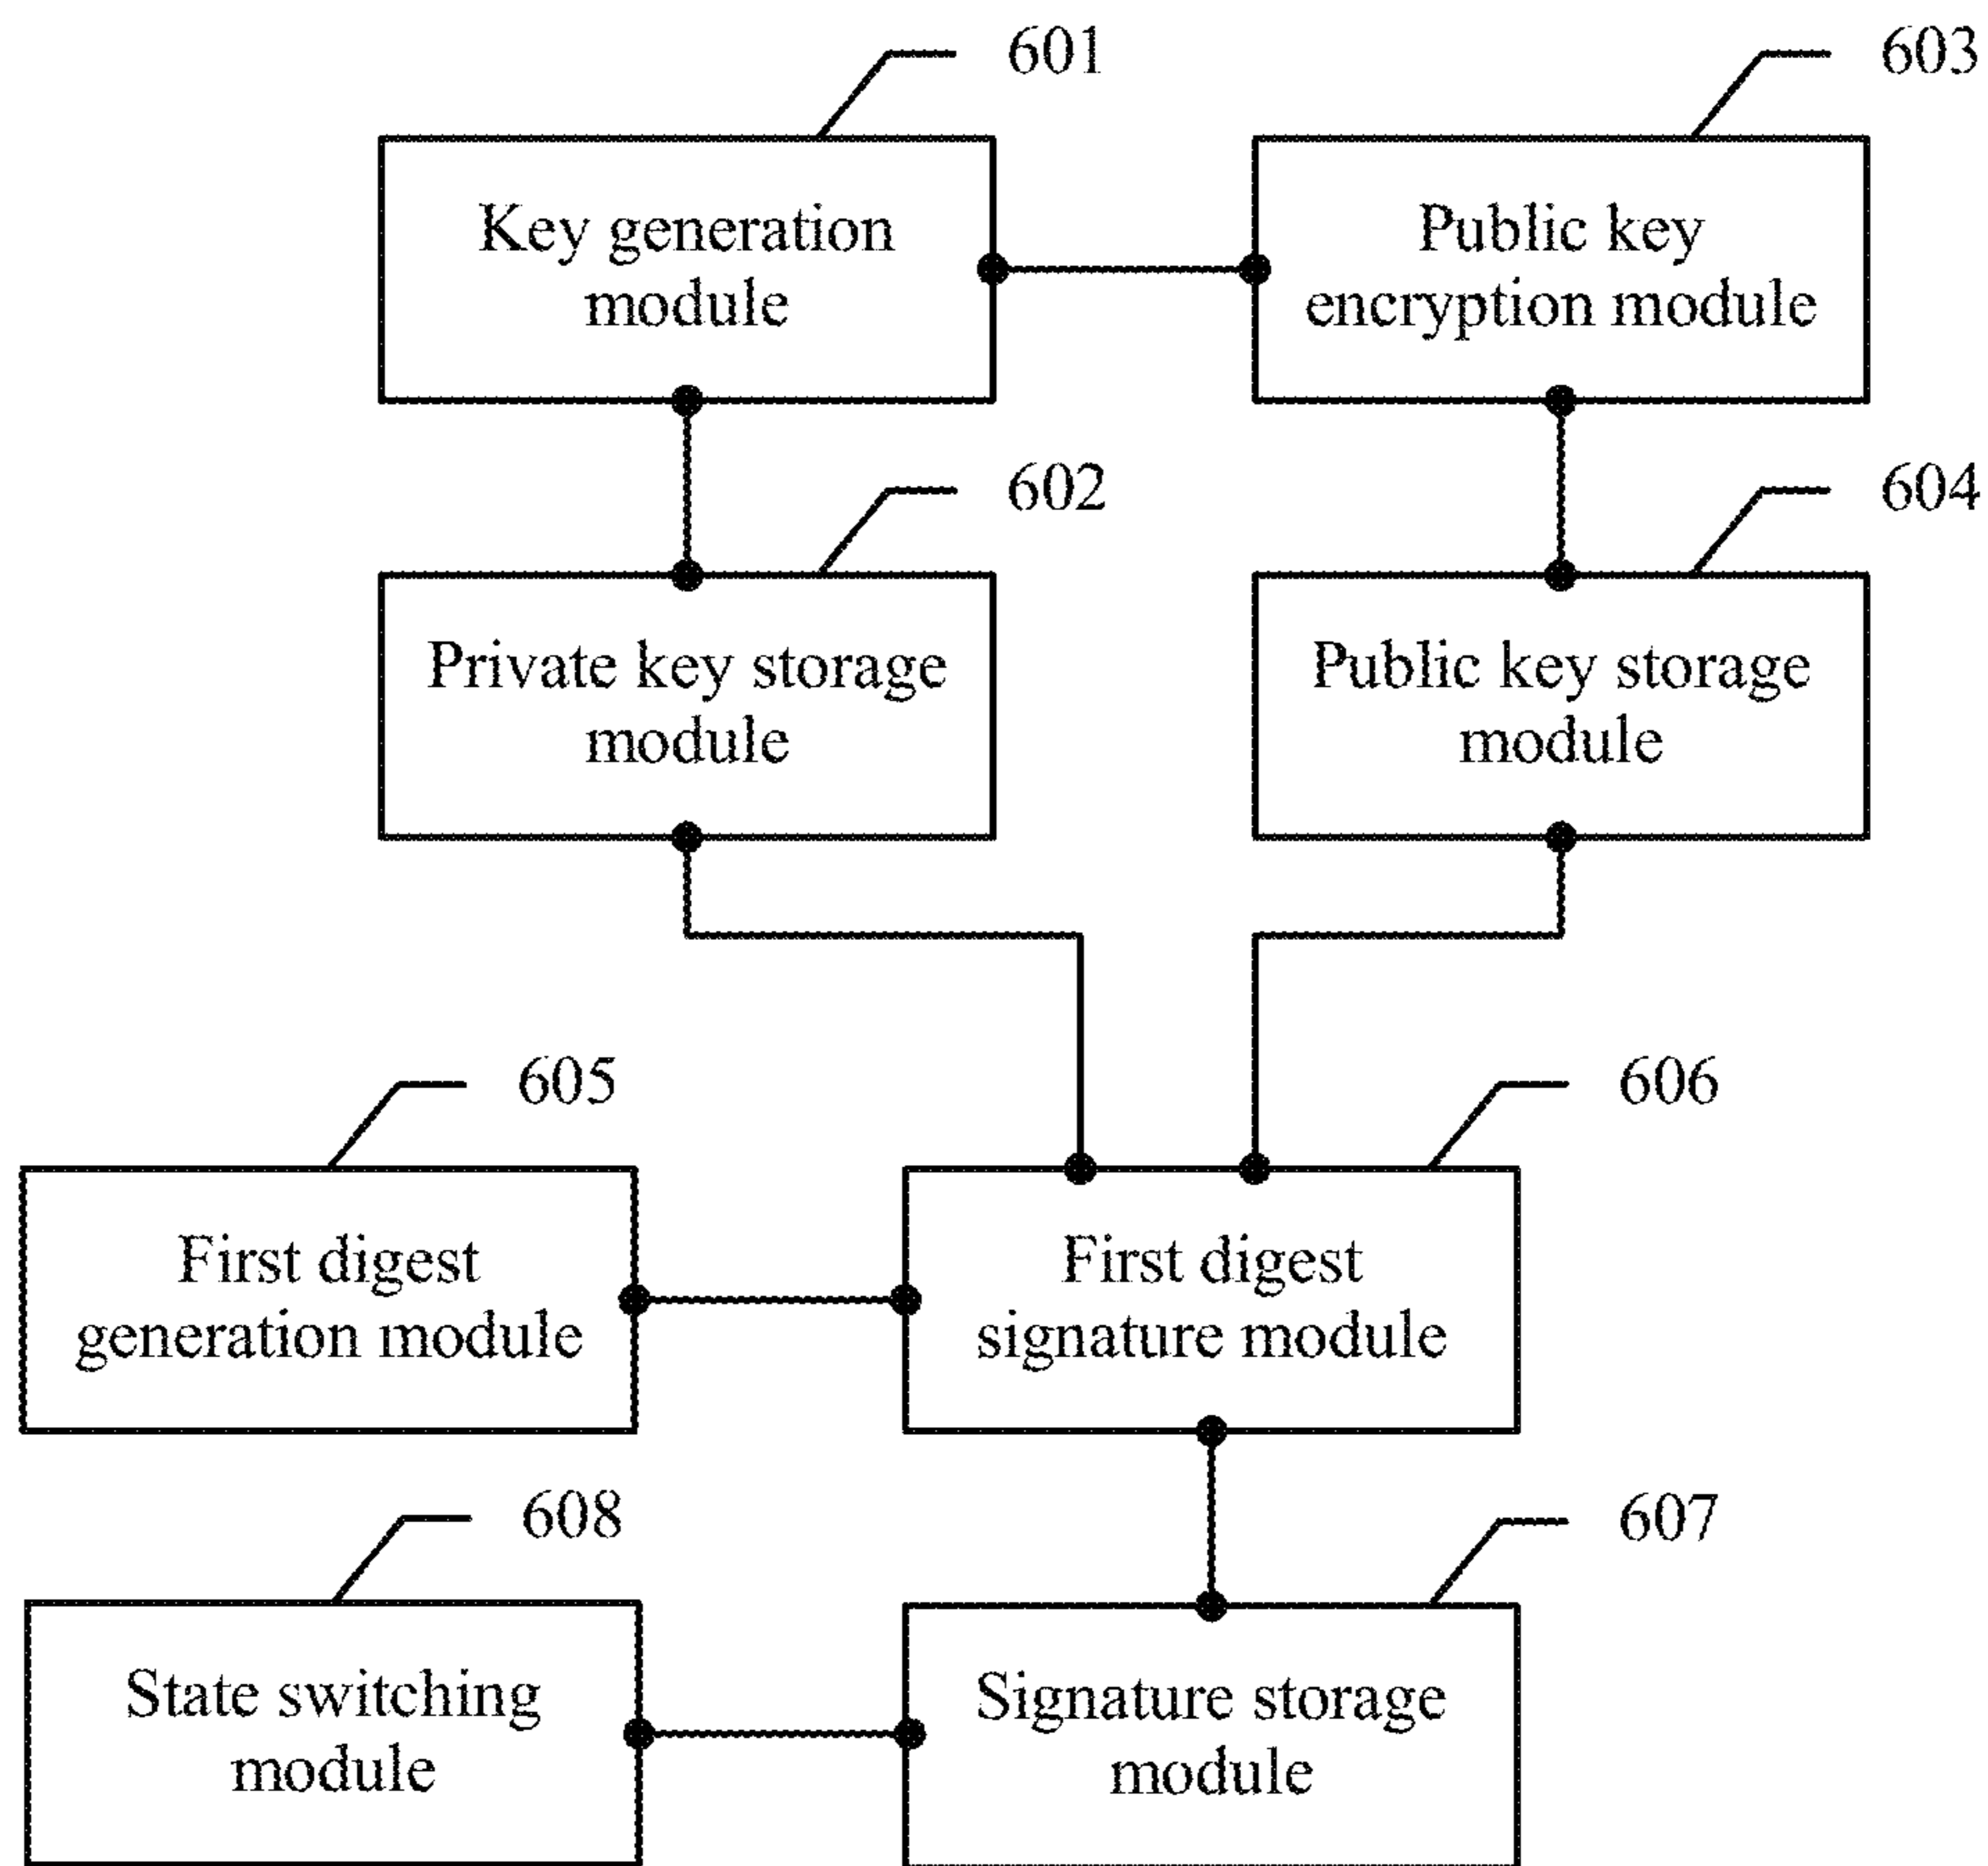 601
603
Key generation
module
Public key
encryption module
602
604
Private key storage
module
Public key storage
module
605
606
First digest
generation module
First digest
signature module
608
607
State switching
module
Signature storage
module